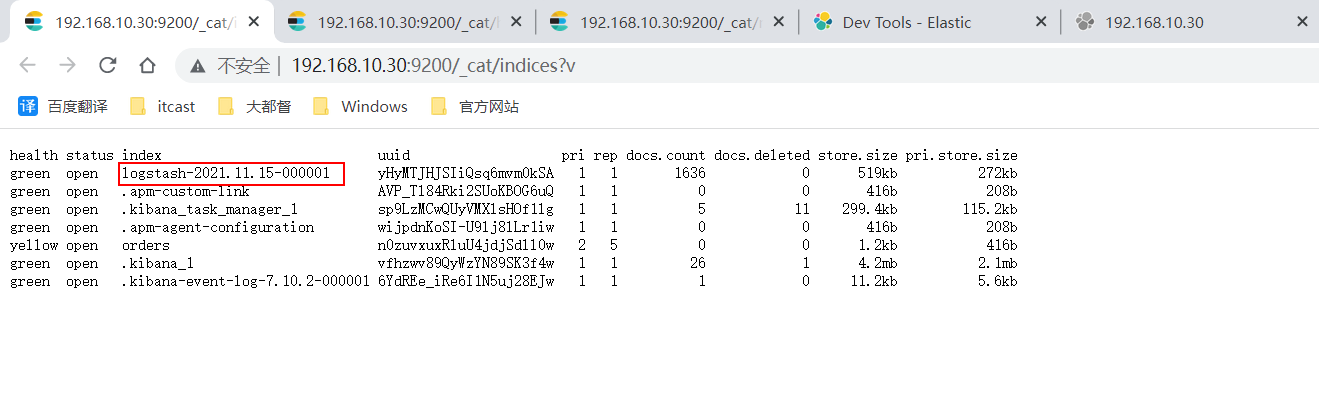 192.168.10.30:9200/_cat/i 192.168.10.30:9200/_cat/ 192.168.10.30:9200/_cat/ Dev Tools - Elastic 192.168.10.30
不安全 | 192.168.10.30:9200/_cat/indices?v
译 百度翻译 itcast 大都督 Windows 官方网站
health status index uuid pri rep docs.count docs.deleted store.size pri.store.size
green open logstash-2021.11.15-000001 yHyMTJHJSIiQsq6mvm0kSA 1 1 1636 0 519kb 272kb
green open .apm-custom-link AVP_T184Rki2SUoKBOG6uQ 1 1 0 0 416b 208b
green open .kibana_task_manager_1 sp9LzMCwQUyVMX1sHOf1lg 1 1 5 11 299.4kb 115.2kb
green open .apm-agent-configuration wijpdnKoSI-U91j81Lr1iw 1 1 0 0 416b 208b
yellow open orders n0zuvxuxR1uU4jdjSd110w 2 5 0 0 1.2kb 416b
green open .kibana_1 vfhzwv89QyWzYN89SK3f4w 1 1 26 1 4.2mb 2.1mb
green open .kibana-event-log-7.10.2-000001 6YdREe_iRe6I1N5uj28EJw 1 1 1 0 11.2kb 5.6kb